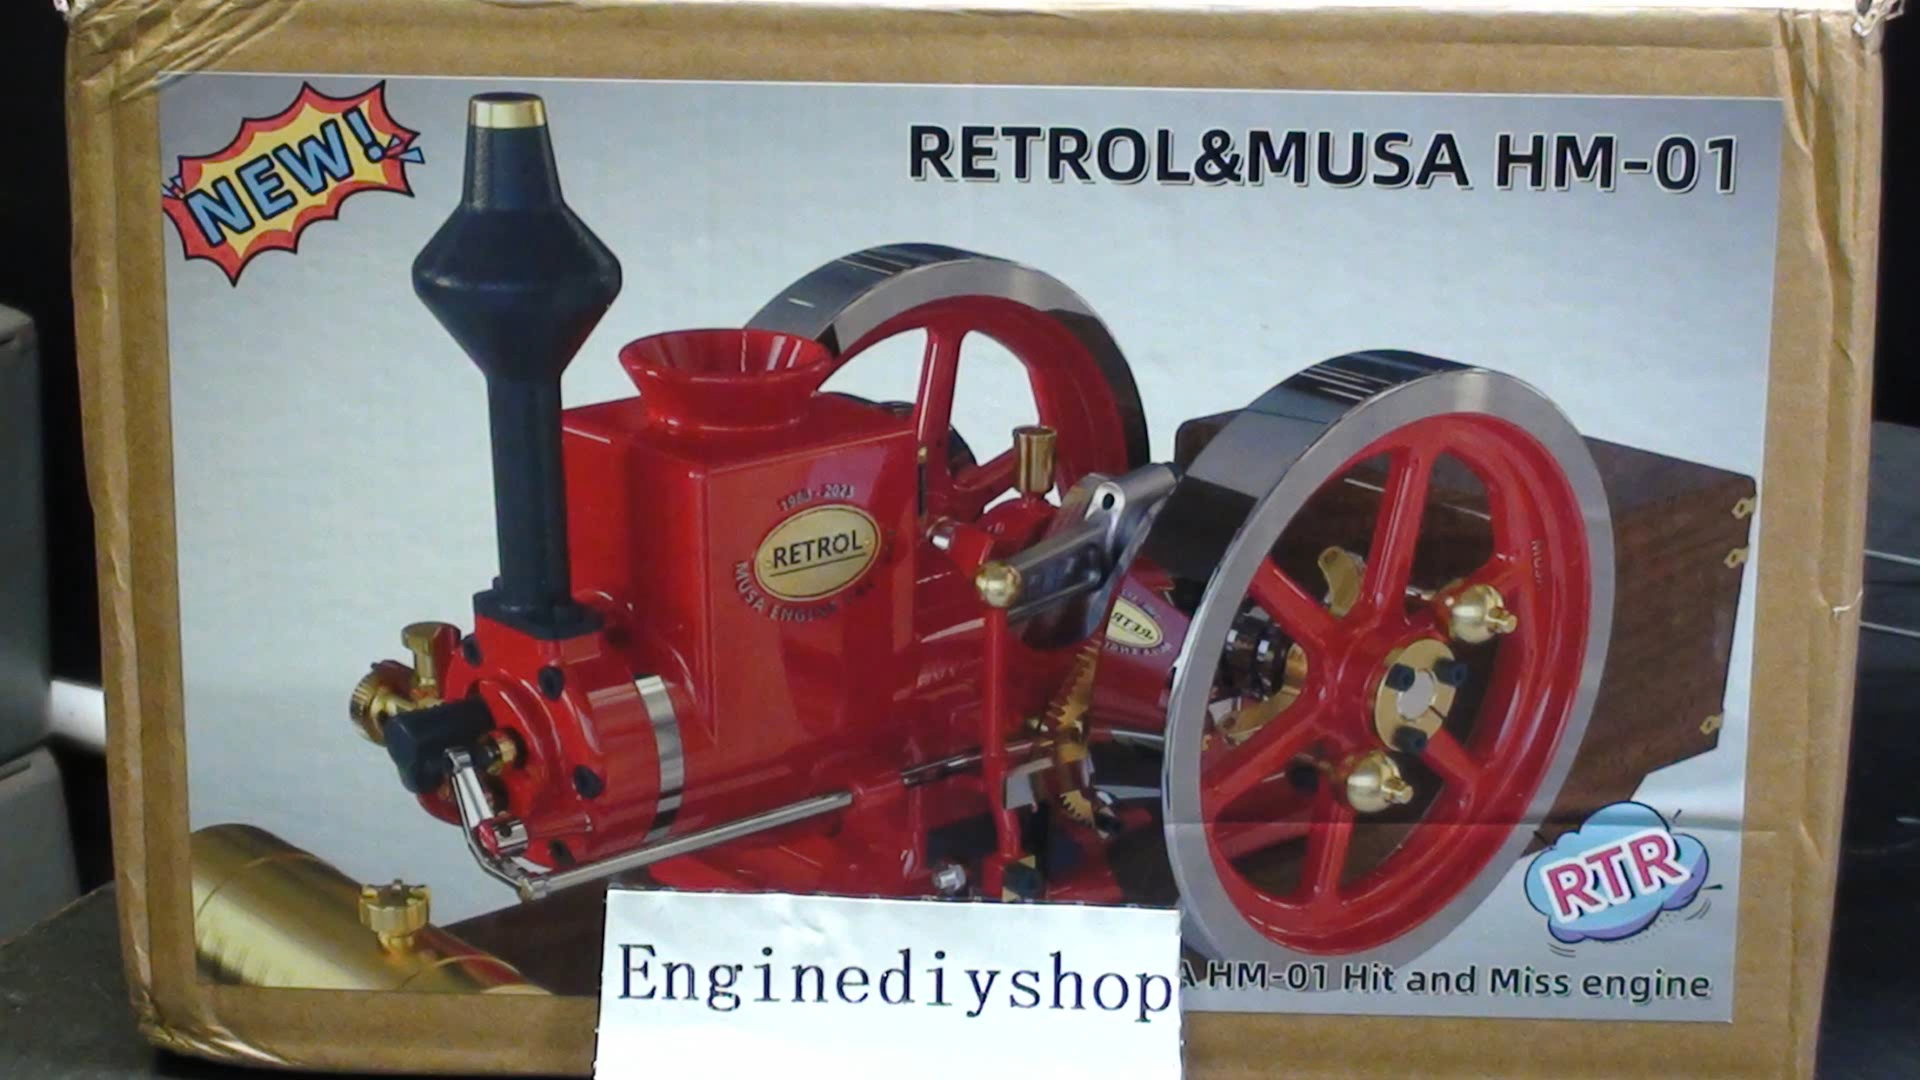 NEW!
RETROL&MUSA HM-01
1983-2023
RETROL
MUSA ENGINE
RTR
A HM-01 Hit and Miss engine
Enginediyshop